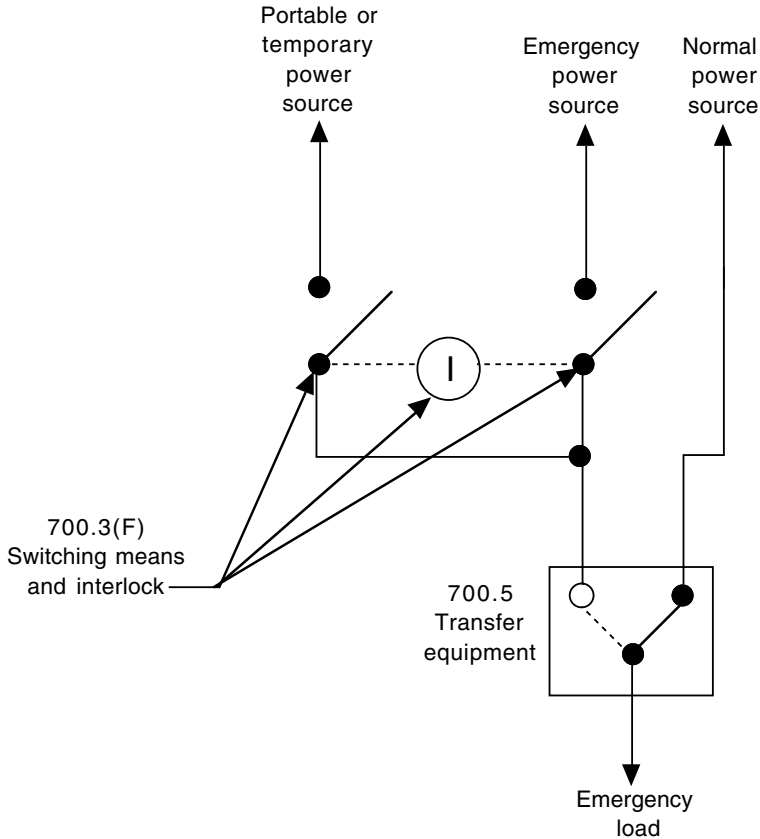 Portable or
temporary
power
source
Emergency
power
source
Normal
power
source
I
700.3(F)
Switching means
and interlock
700.5
Transfer
equipment
Emergency
load